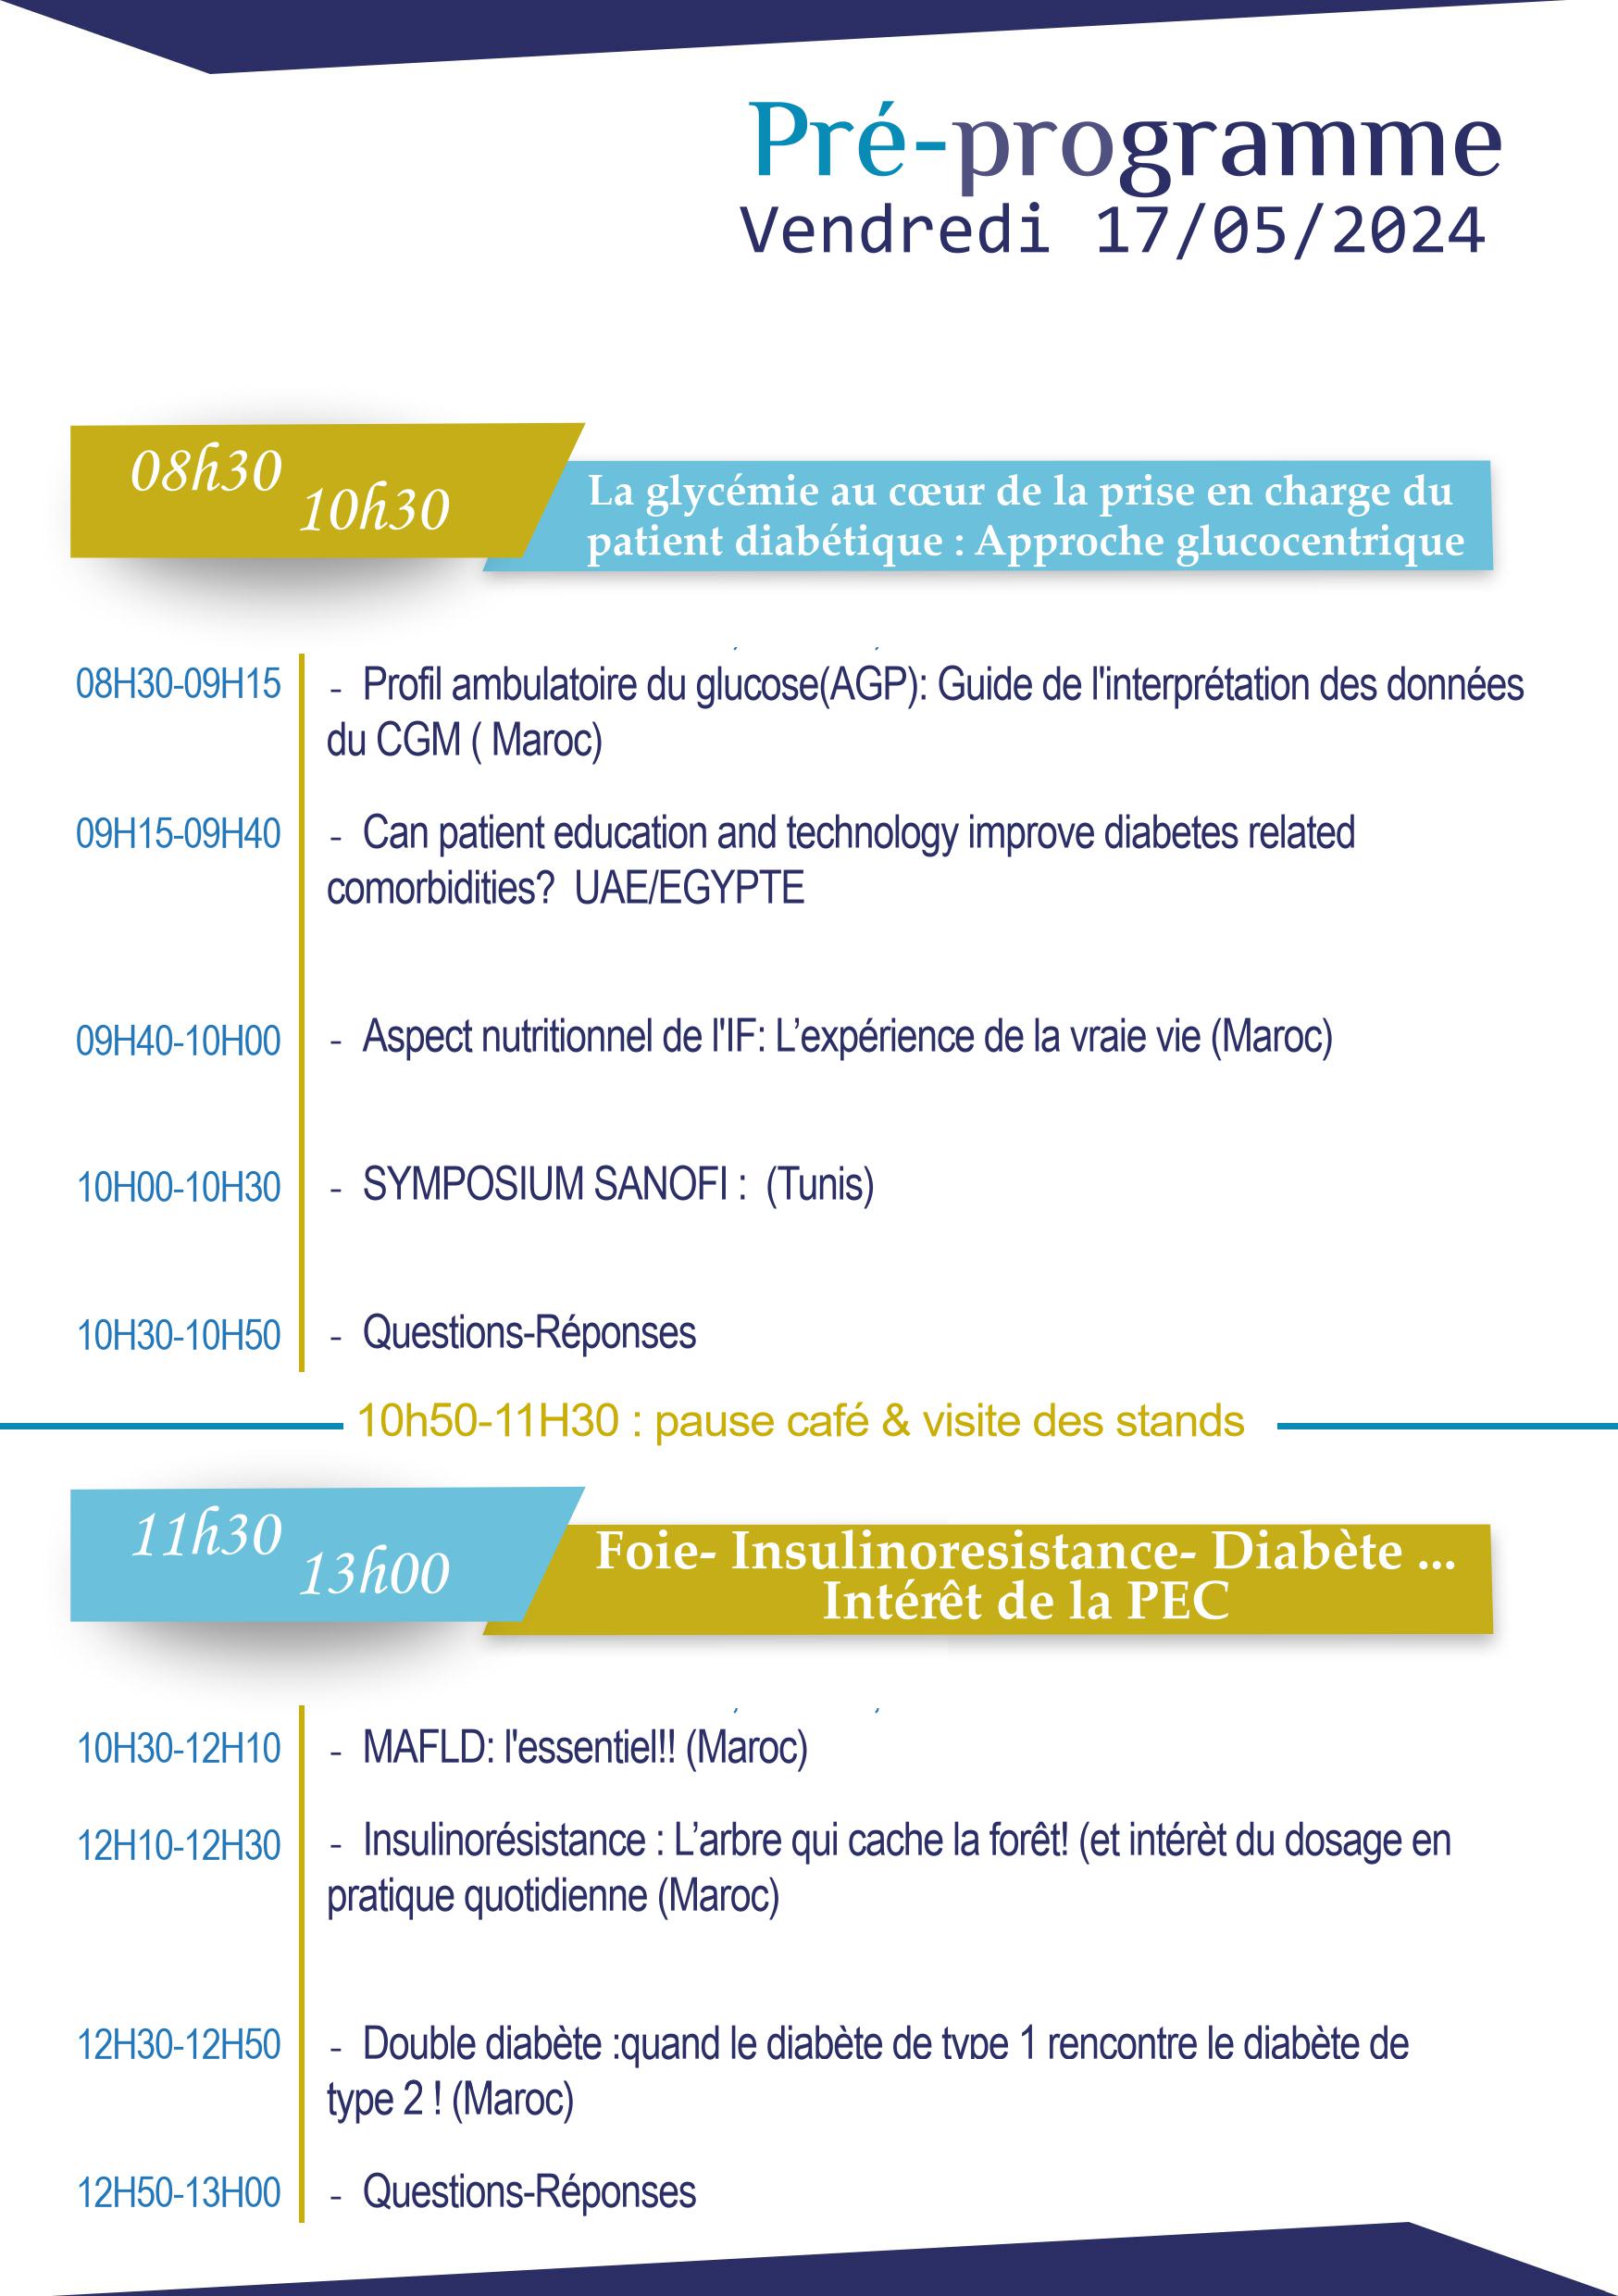 Pré-programme
Vendredi 17/05/2024
08h30
10h30
La glycémie au cœur de la prise en charge du
patient diabétique : Approche glucocentrique
08H30-09H15
- Profil ambulatoire du glucose(AGP): Guide de l'interprétation des données
du CGM ( Maroc)
09H15-09H40
- Can patient education and technology improve diabetes related
comorbidities?  UAE/EGYPTE
09H40-10H00
- Aspect nutritionnel de l'IF: L’expérience de la vraie vie (Maroc)
10H00-10H30
- SYMPOSIUM SANOFI :  (Tunis)
10H30-10H50
- Questions-Réponses
10h50-11H30 : pause café & visite des stands
11h30
13h00
Foie- Insulinoresistance- Diabète ...
Intérêt de la PEC
10H30-12H10
- MAFLD: l'essentiel!! (Maroc)
12H10-12H30
- Insulinorésistance : L’arbre qui cache la forêt! (et intérèt du dosage en
pratique quotidienne (Maroc)
12H30-12H50
- Double diabète :quand le diabète de type 1 rencontre le diabète de
type 2 ! (Maroc)
12H50-13H00
- Questions-Réponses